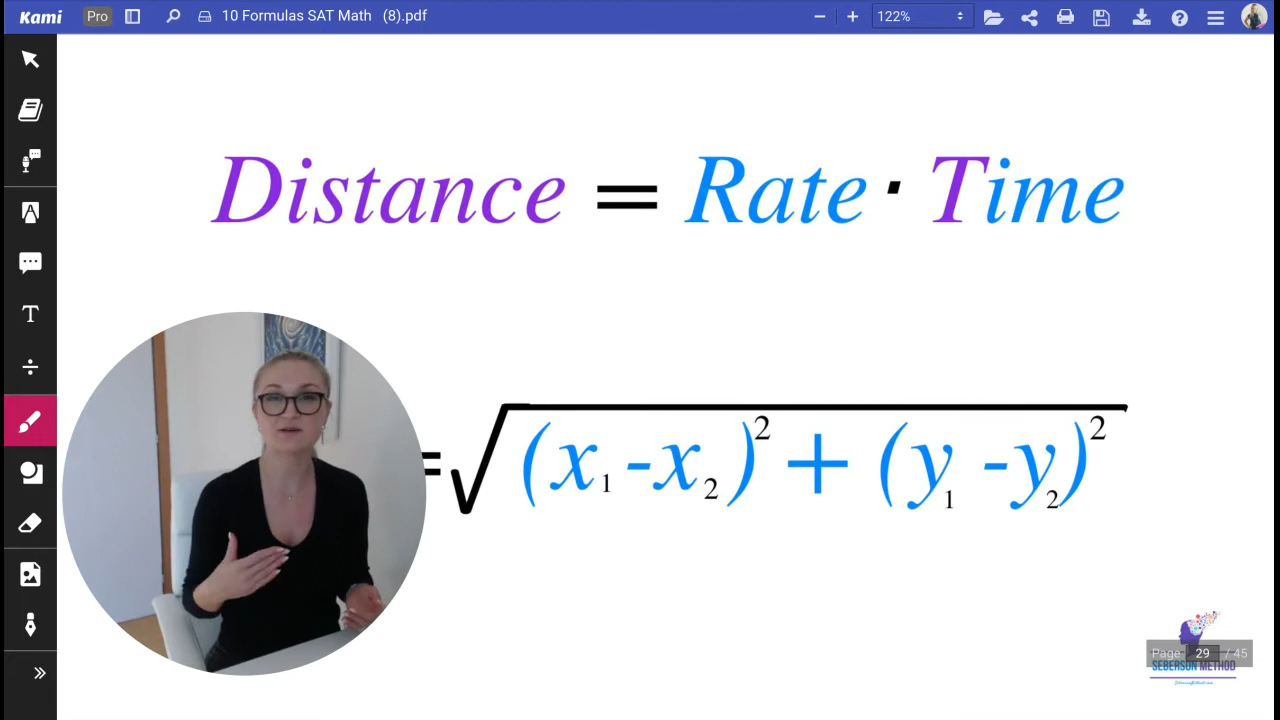 Kami Pro 10 Formulas SAT Math (8).pdf 122%
Distance = Rate · Time
= √(x₁ - x₂)² + (y₁ - y₂)²
Page 29 / 45
SEBERSON METHOD